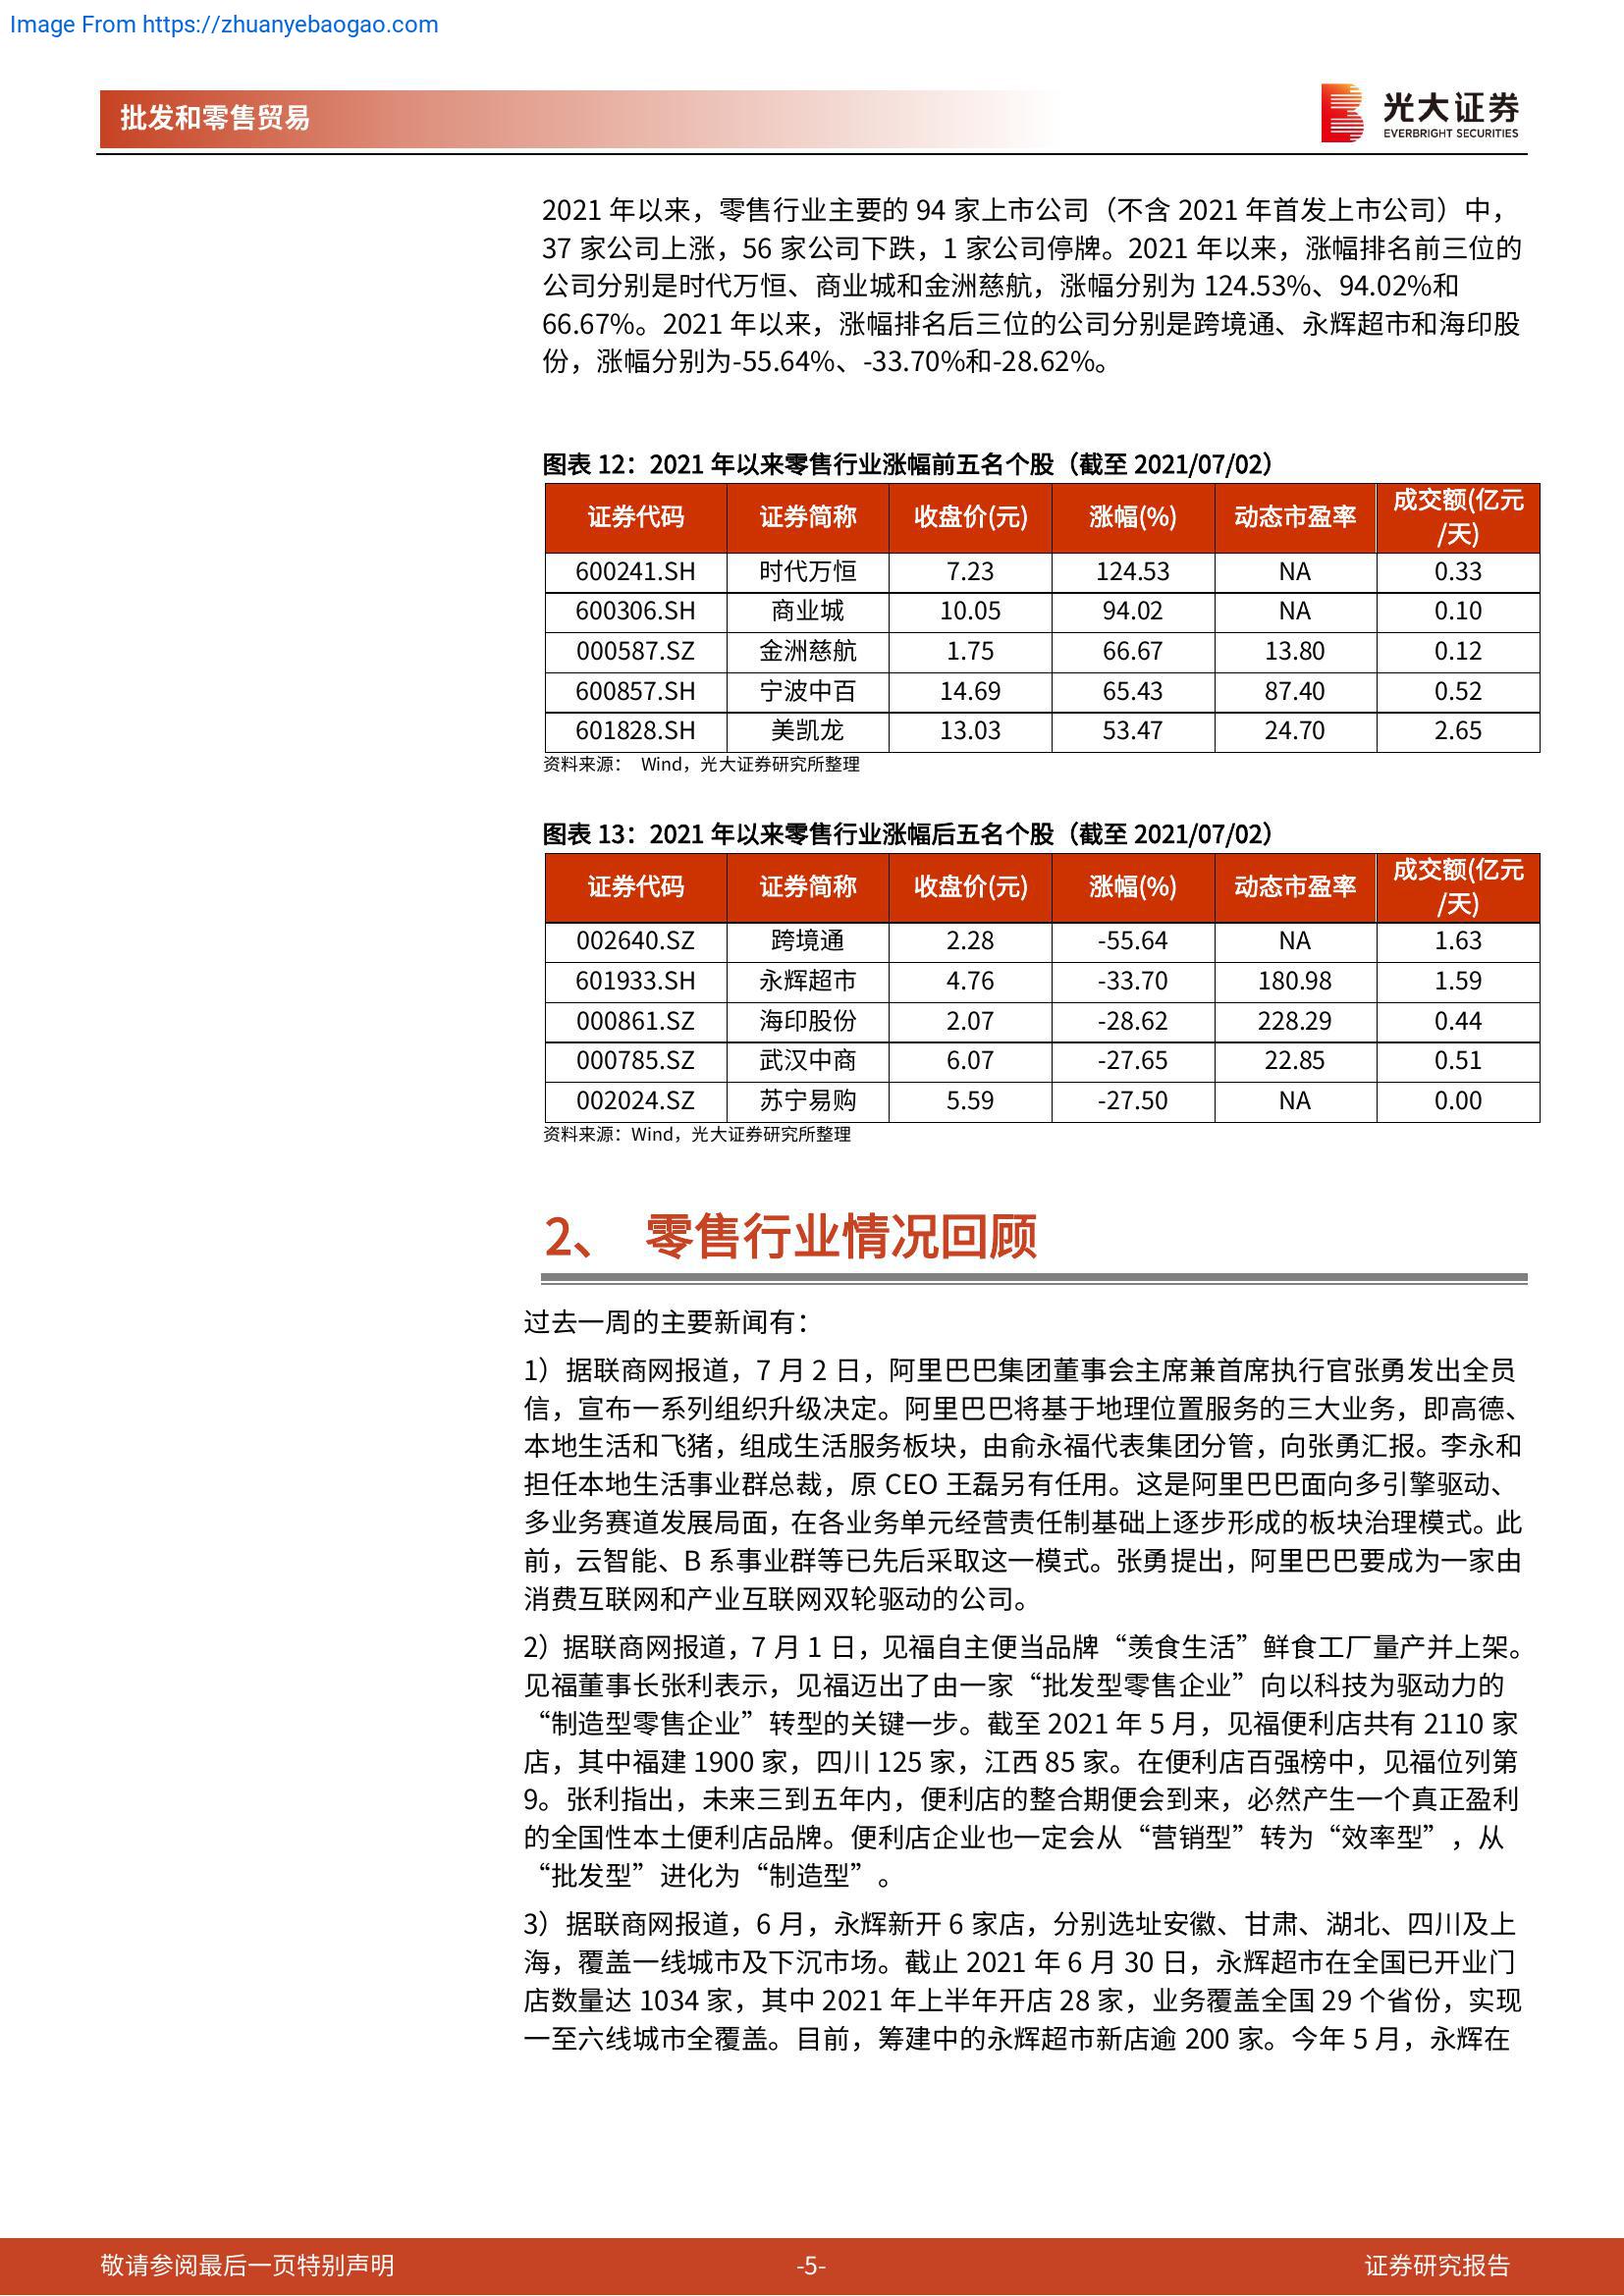 Image From https://zhuanyebaogao.com
批发和零售贸易
光大证券
EVERBRIGHT SECURITIES
2021 年以来，零售行业主要的 94 家上市公司（不含 2021 年首发上市公司）中，
37 家公司上涨，56 家公司下跌，1 家公司停牌。2021 年以来，涨幅排名前三位的
公司分别是时代万恒、商业城和金洲慈航，涨幅分别为 124.53%、94.02%和
66.67%。2021 年以来，涨幅排名后三位的公司分别是跨境通、永辉超市和海印股
份，涨幅分别为-55.64%、-33.70%和-28.62%。
图表 12：2021 年以来零售行业涨幅前五名个股（截至 2021/07/02）
证券代码 证券简称 收盘价(元) 涨幅(%) 动态市盈率 成交额(亿元
/天)
600241.SH 时代万恒 7.23 124.53 NA 0.33
600306.SH 商业城 10.05 94.02 NA 0.10
000587.SZ 金洲慈航 1.75 66.67 13.80 0.12
600857.SH 宁波中百 14.69 65.43 87.40 0.52
601828.SH 美凯龙 13.03 53.47 24.70 2.65
资料来源： Wind，光大证券研究所整理
图表 13：2021 年以来零售行业涨幅后五名个股（截至 2021/07/02）
证券代码 证券简称 收盘价(元) 涨幅(%) 动态市盈率 成交额(亿元
/天)
002640.SZ 跨境通 2.28 -55.64 NA 1.63
601933.SH 永辉超市 4.76 -33.70 180.98 1.59
000861.SZ 海印股份 2.07 -28.62 228.29 0.44
000785.SZ 武汉中商 6.07 -27.65 22.85 0.51
002024.SZ 苏宁易购 5.59 -27.50 NA 0.00
资料来源：Wind，光大证券研究所整理
2、 零售行业情况回顾
过去一周的主要新闻有：
1）据联商网报道，7 月 2 日，阿里巴巴集团董事会主席兼首席执行官张勇发出全员
信，宣布一系列组织升级决定。阿里巴巴将基于地理位置服务的三大业务，即高德、
本地生活和飞猪，组成生活服务板块，由俞永福代表集团分管，向张勇汇报。李永和
担任本地生活事业群总裁，原 CEO 王磊另有任用。这是阿里巴巴面向多引擎驱动、
多业务赛道发展局面，在各业务单元经营责任制基础上逐步形成的板块治理模式。此
前，云智能、B 系事业群等已先后采取这一模式。张勇提出，阿里巴巴要成为一家由
消费互联网和产业互联网双轮驱动的公司。
2）据联商网报道，7 月 1 日，见福自主便当品牌“羡食生活”鲜食工厂量产并上架。
见福董事长张利表示，见福迈出了由一家“批发型零售企业”向以科技为驱动力的
“制造型零售企业”转型的关键一步。截至 2021 年 5 月，见福便利店共有 2110 家
店，其中福建 1900 家，四川 125 家，江西 85 家。在便利店百强榜中，见福位列第
9。张利指出，未来三到五年内，便利店的整合期便会到来，必然产生一个真正盈利
的全国性本土便利店品牌。便利店企业也一定会从“营销型”转为“效率型”，从
“批发型”进化为“制造型”。
3）据联商网报道，6 月，永辉新开 6 家店，分别选址安徽、甘肃、湖北、四川及上
海，覆盖一线城市及下沉市场。截止 2021 年 6 月 30 日，永辉超市在全国已开业门
店数量达 1034 家，其中 2021 年上半年开店 28 家，业务覆盖全国 29 个省份，实现
一至六线城市全覆盖。目前，筹建中的永辉超市新店逾 200 家。今年 5 月，永辉在
敬请参阅最后一页特别声明
-5-
证券研究报告